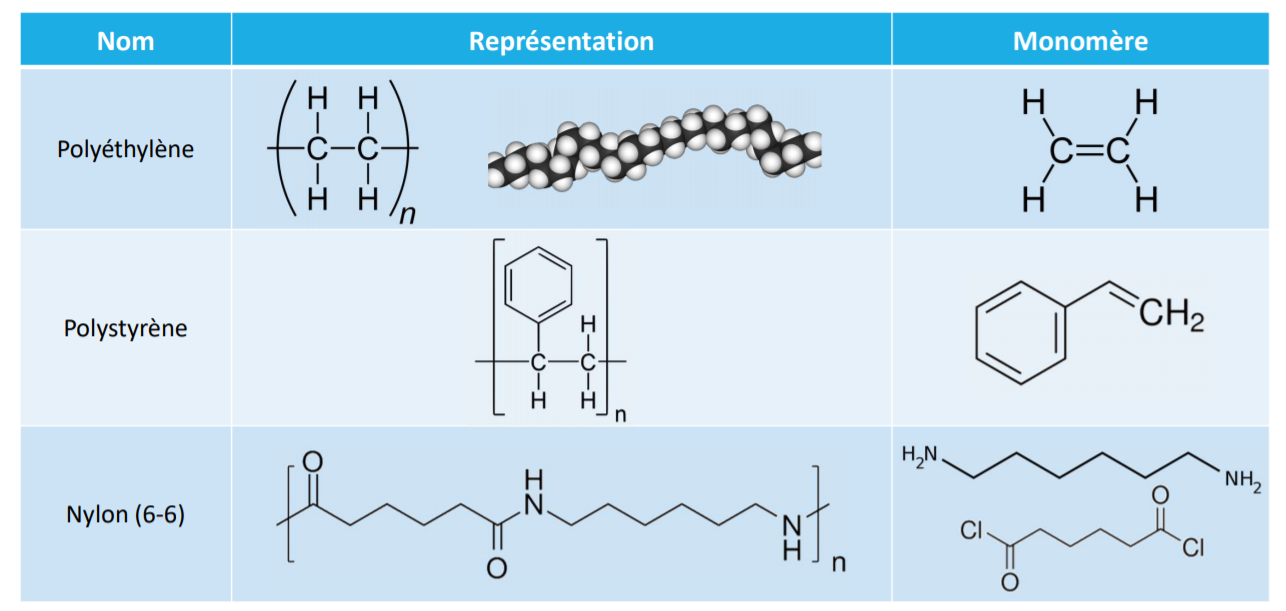 Nom Représentation Monomère
H H H H
Polyéthylène C C C C
H H n H H
Polystyrène H CH2
C C
H H n
O H2N NH2
H O
Nylon (6-6) N Cl
N Cl
O H n O